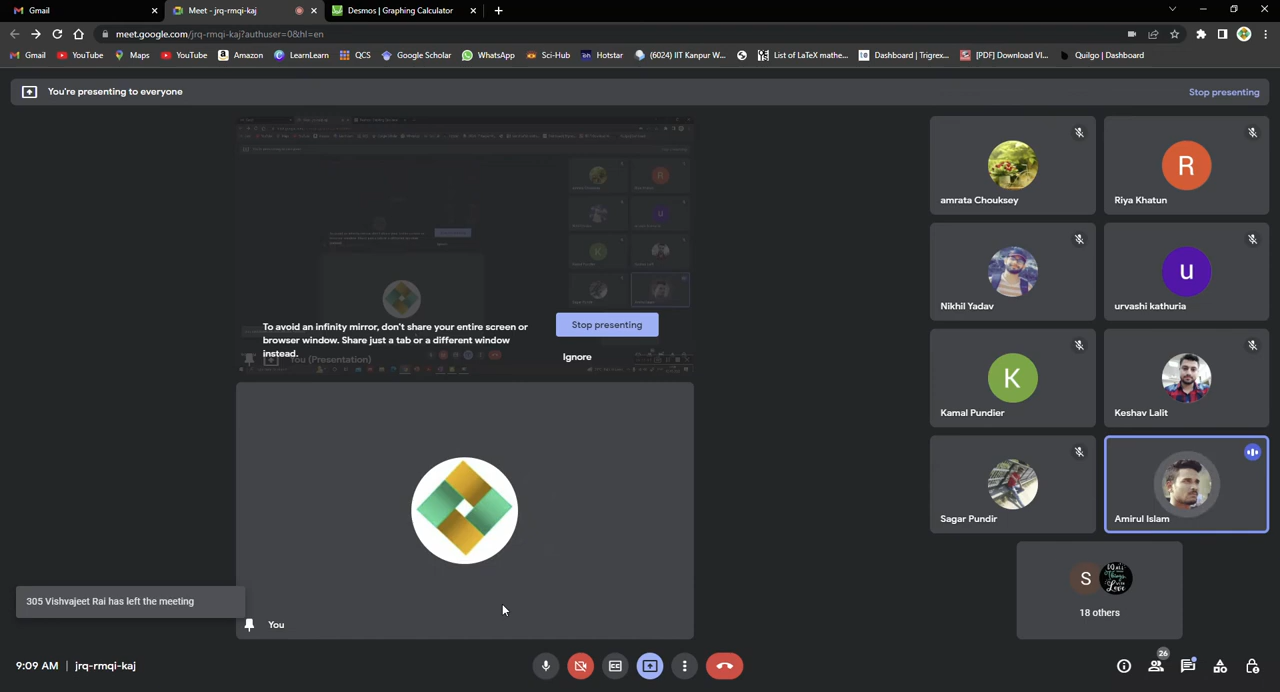 Gmail
Meet - jrq-rmqi-kaj
Desmos | Graphing Calculator
meet.google.com/jrq-rmqi-kaj?authuser=0&hl=en
Gmail YouTube Maps YouTube Amazon LearnLearn QCS Google Scholar WhatsApp Sci-Hub Hotstar (6024) IIT Kanpur W... List of LaTeX mathe... Dashboard | Trigrex... [PDF] Download VI... Quilgo | Dashboard
You're presenting to everyone
Stop presenting
To avoid an infinity mirror, don't share your entire screen or
browser window. Share just a tab or a different window
instead.
Stop presenting
Ignore
You (Presentation)
amrata Chouksey
R
Riya Khatun
Nikhil Yadav
u
urvashi kathuria
K
Kamal Pundier
Keshav Lalit
Sagar Pundir
Amirul Islam
S
18 others
305 Vishvajeet Rai has left the meeting
You
9:09 AM | jrq-rmqi-kaj
26